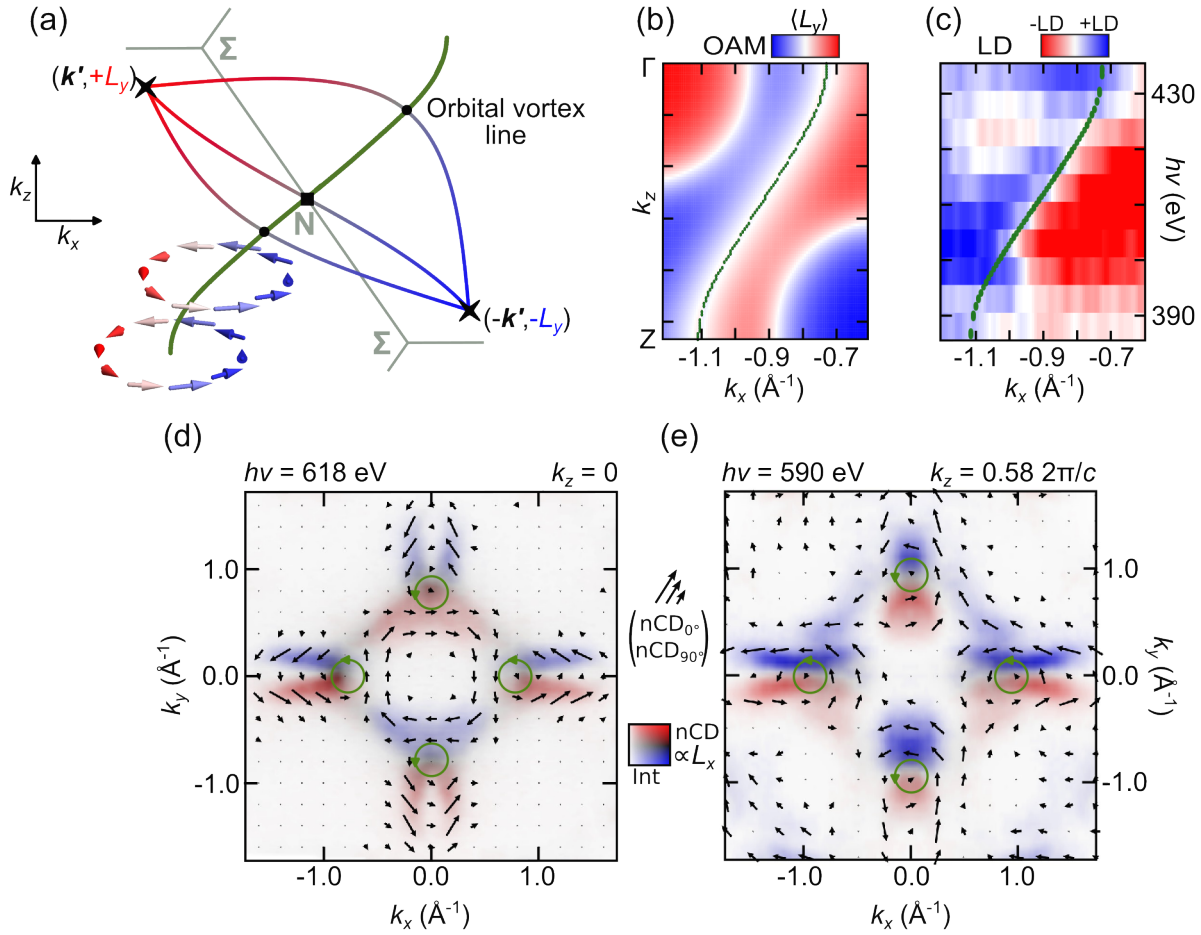 (a)
Σ
(k',+Ly)
Orbital vortex
line
kz
kx
N
(-k',-Ly)
Σ
(b)
⟨Ly⟩
OAM
Γ
kz
Z
-1.1 -0.9 -0.7
kx (Å-1)
(c)
-LD +LD
LD
430
hν (eV)
390
-1.1 -0.9 -0.7
kx (Å-1)
(d)
hν = 618 eV kz = 0
1.0
0.0
-1.0
ky (Å-1)
-1.0 0.0 1.0
kx (Å-1)
(nCD0°
nCD90°)
nCD
∝Lx
Int
(e)
hν = 590 eV kz = 0.58 2π/c
1.0
0.0
-1.0
ky (Å-1)
-1.0 0.0 1.0
kx (Å-1)